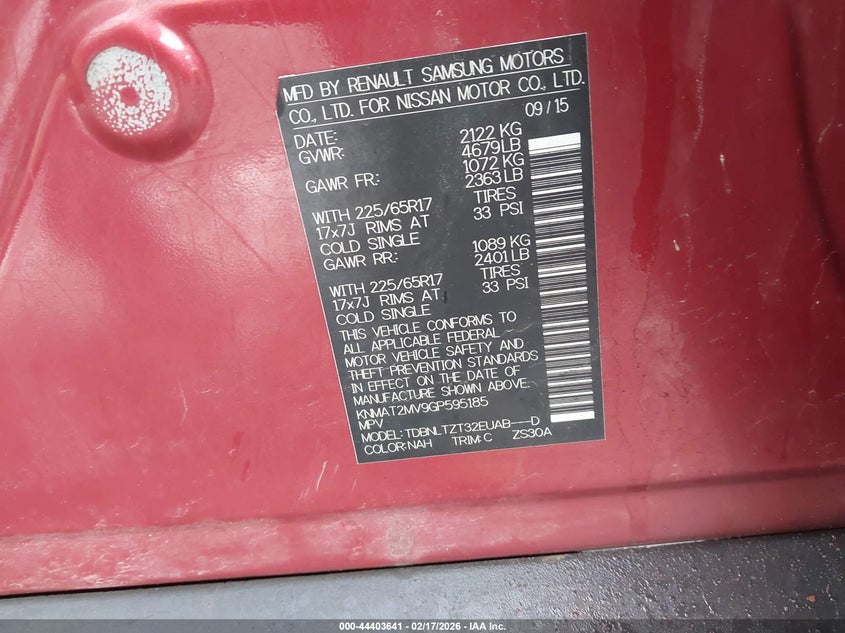 MFD BY RENAULT SAMSUNG MOTORS
CO., LTD. FOR NISSAN MOTOR CO., LTD.
DATE: 09/15
GVWR: 2122 KG
4679LB
GAWR FR.: 1072 KG
2363 LB
WITH 225/65R17 TIRES
17x7J RIMS AT 33 PSI
COLD SINGLE
GAWR RR.: 1089 KG
2401 LB
WITH 225/65R17 TIRES
17x7J RIMS AT 33 PSI
COLD SINGLE
THIS VEHICLE CONFORMS TO
ALL APPLICABLE FEDERAL
MOTOR VEHICLE SAFETY AND
THEFT PREVENTION STANDARDS
IN EFFECT ON THE DATE OF
MANUFACTURE SHOWN ABOVE.
KNMAT2MV9GP595185
MPV
MODEL: TDBNLTZT32EUAB---D
COLOR:NAH TRIM:C ZS30A
000-44403641 - 02/17/2026 - IAA Inc.